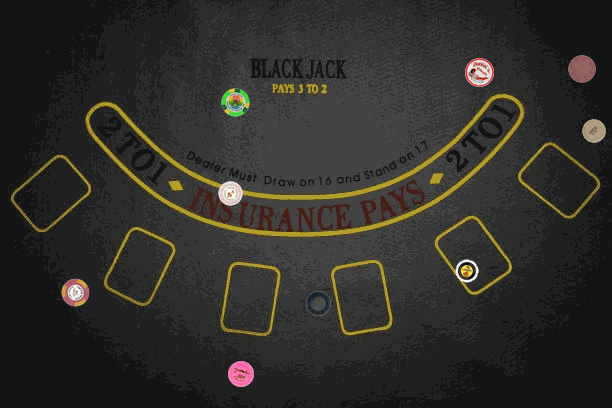 BLACK JACK
PAYS 3 TO 2
Dealer Must Draw on 16 and Stand on 17
2 TO 1 INSURANCE PAYS 2 TO 1